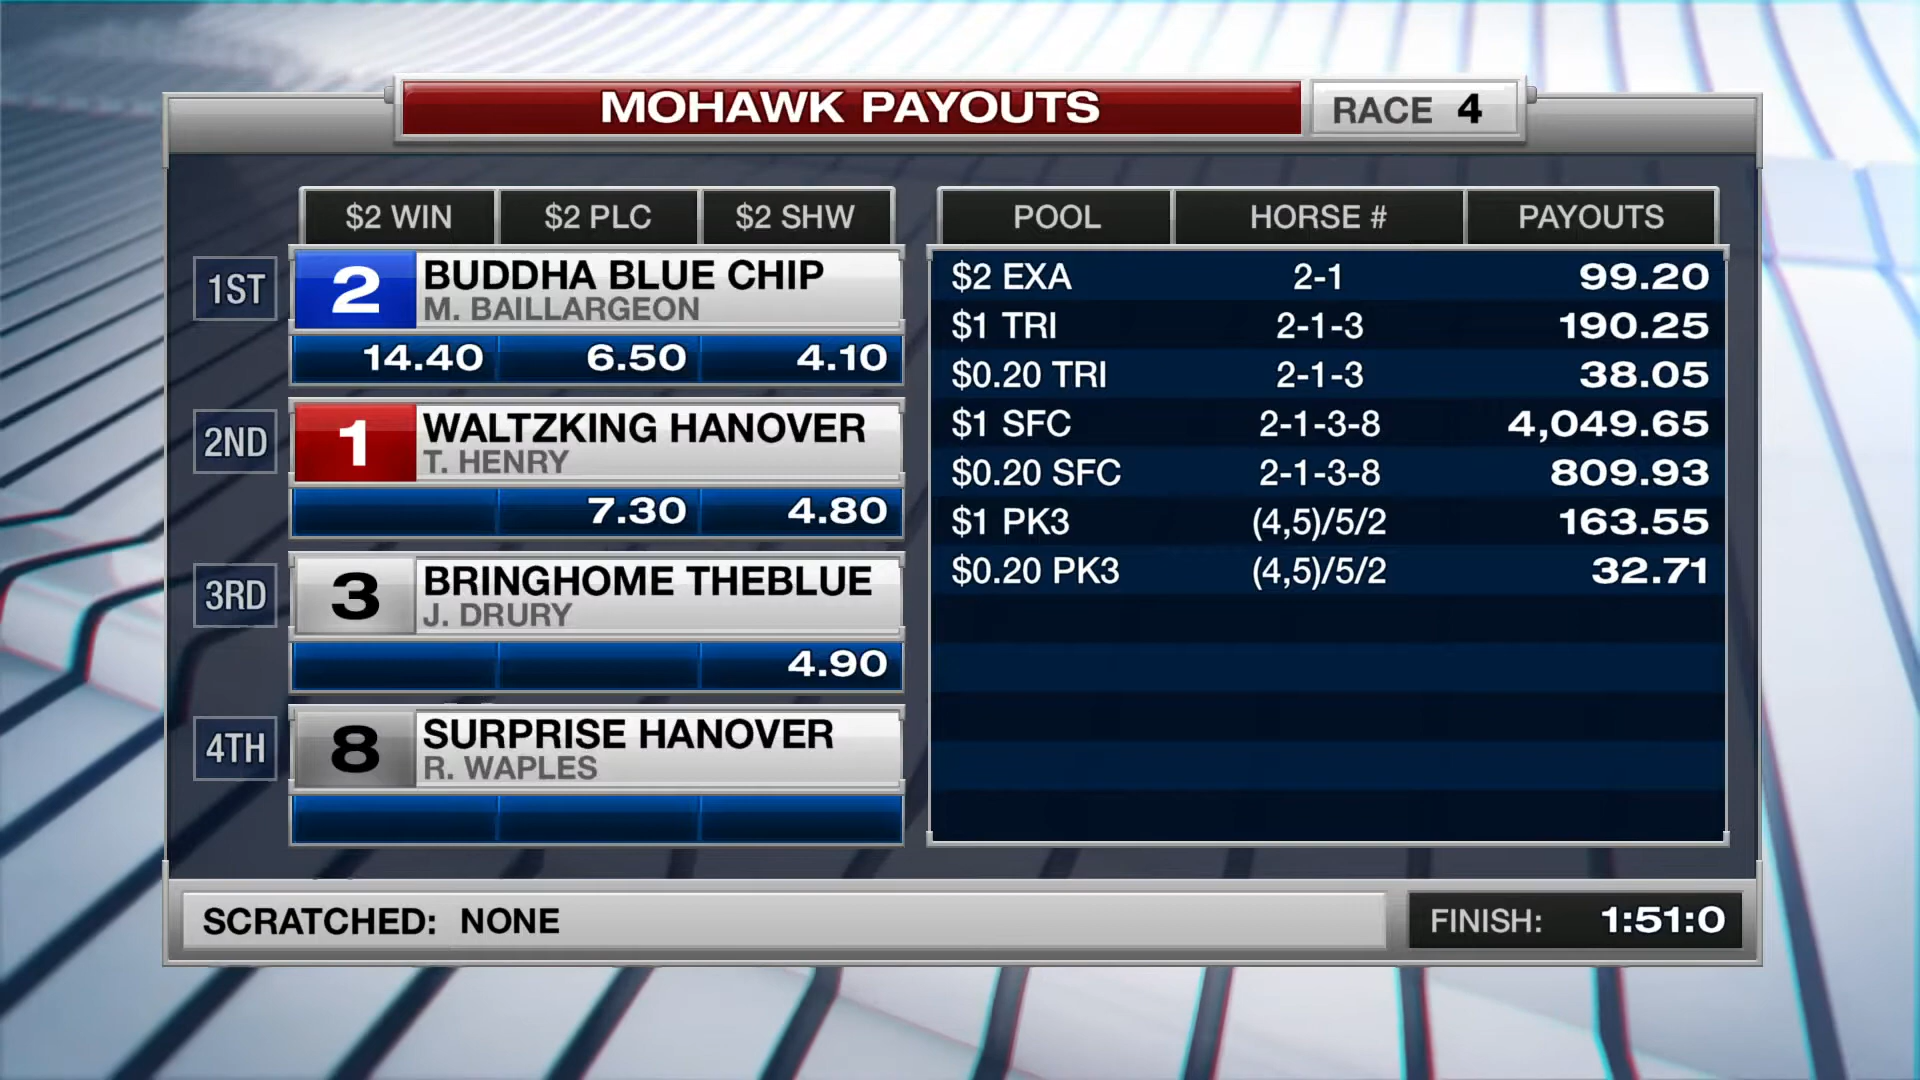 MOHAWK PAYOUTS
RACE 4
$2 WIN $2 PLC $2 SHW
1ST
2 BUDDHA BLUE CHIP
M. BAILLARGEON
14.40 6.50 4.10
2ND
1 WALTZKING HANOVER
T. HENRY
7.30 4.80
3RD
3 BRINGHOME THEBLUE
J. DRURY
4.90
4TH
8 SURPRISE HANOVER
R. WAPLES
POOL HORSE # PAYOUTS
$2 EXA 2-1 99.20
$1 TRI 2-1-3 190.25
$0.20 TRI 2-1-3 38.05
$1 SFC 2-1-3-8 4,049.65
$0.20 SFC 2-1-3-8 809.93
$1 PK3 (4,5)/5/2 163.55
$0.20 PK3 (4,5)/5/2 32.71
SCRATCHED: NONE
FINISH: 1:51:0